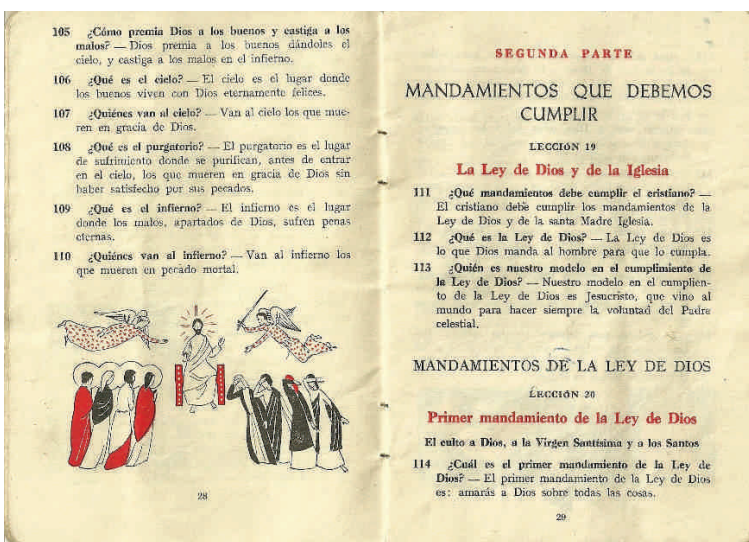 105 ¿Cómo premia Dios a los buenos y castiga a los
malos? — Dios premia a los buenos dándoles el
cielo, y castiga a los malos en el infierno.
106 ¿Qué es el cielo? — El cielo es el lugar donde
los buenos viven con Dios eternamente felices.
107 ¿Quiénes van al cielo? — Van al cielo los que mue-
ren en gracia de Dios.
108 ¿Qué es el purgatorio? — El purgatorio es el lugar
de sufrimiento donde se purifican, antes de entrar
en el cielo, los que mueren en gracia de Dios sin
haber satisfecho por sus pecados.
109 ¿Qué es el infierno? — El infierno es el lugar
donde los malos, apartados de Dios, sufren penas
eternas.
110 ¿Quiénes van al infierno? — Van al infierno los
que mueren en pecado mortal.
28
SEGUNDA PARTE
MANDAMIENTOS QUE DEBEMOS
CUMPLIR
LECCIÓN 19
La Ley de Dios y de la Iglesia
111 ¿Qué mandamientos debe cumplir el cristiano? —
El cristiano debe cumplir los mandamientos de la
Ley de Dios y de la santa Madre Iglesia.
112 ¿Qué es la Ley de Dios? — La Ley de Dios es
lo que Dios manda al hombre para que lo cumpla.
113 ¿Quién es nuestro modelo en el cumplimiento de
la Ley de Dios? — Nuestro modelo en el cumplien-
to de la Ley de Dios es Jesucristo, que vino al
mundo para hacer siempre la voluntad del Padre
celestial.
MANDAMIENTOS DE LA LEY DE DIOS
LECCIÓN 20
Primer mandamiento de la Ley de Dios
El culto a Dios, a la Virgen Santísima y a los Santos
114 ¿Cuál es el primer mandamiento de la Ley de
Dios? — El primer mandamiento de la Ley de Dios
es: amarás a Dios sobre todas las cosas.
29